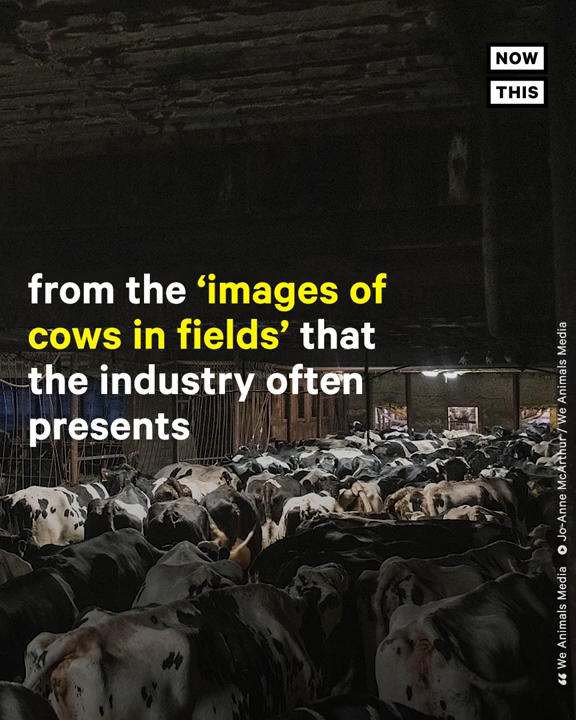 NOW
THIS
from the ‘images of
cows in fields’ that
the industry often
presents
“ We Animals Media Jo-Anne McArthur / We Animals Media